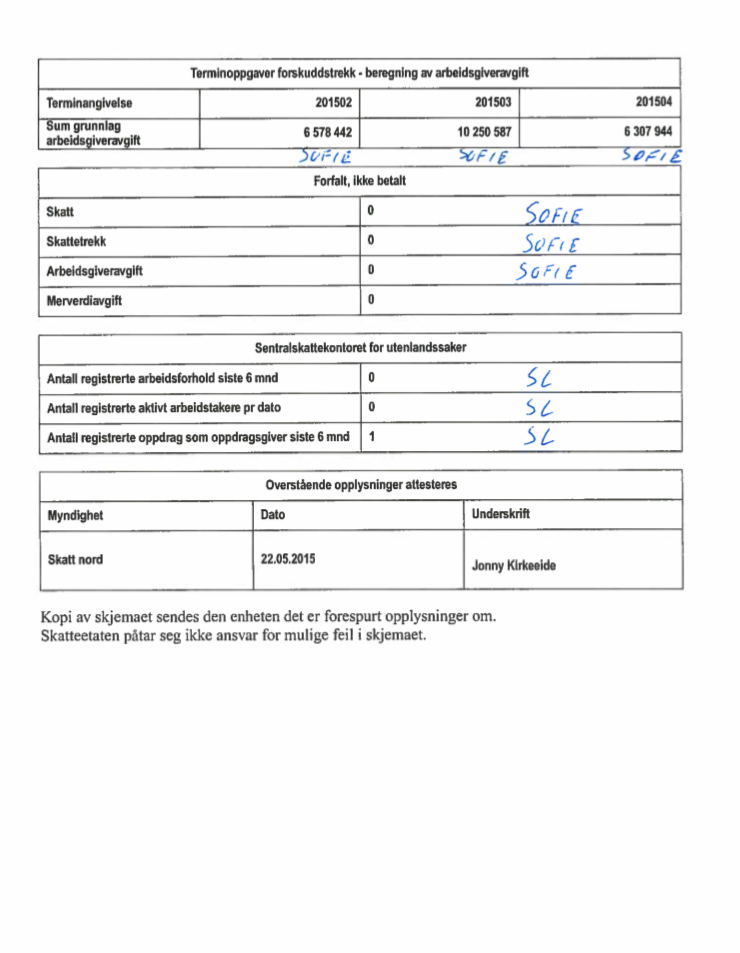 Terminoppgaver forskuddstrekk - beregning av arbeidsgiveravgift
Terminangivelse 201502 201503 201504
Sum grunnlag
arbeidsgiveravgift 6 578 442 10 250 587 6 307 944
SOFIE SOFIE SOFIE
Forfalt, ikke betalt
Skatt 0 SOFIE
Skattetrekk 0 SOFIE
Arbeidsgiveravgift 0 SOFIE
Merverdiavgift 0
Sentralskattekontoret for utenlandssaker
Antall registrerte arbeidsforhold siste 6 mnd 0 SL
Antall registrerte aktivt arbeidstakere pr dato 0 SL
Antall registrerte oppdrag som oppdragsgiver siste 6 mnd 1 SL
Overstående opplysninger attesteres
Myndighet Dato Underskrift
Skatt nord 22.05.2015 Jonny Kirkeeide
Kopi av skjemaet sendes den enheten det er forespurt opplysninger om.
Skatteetaten påtar seg ikke ansvar for mulige feil i skjemaet.